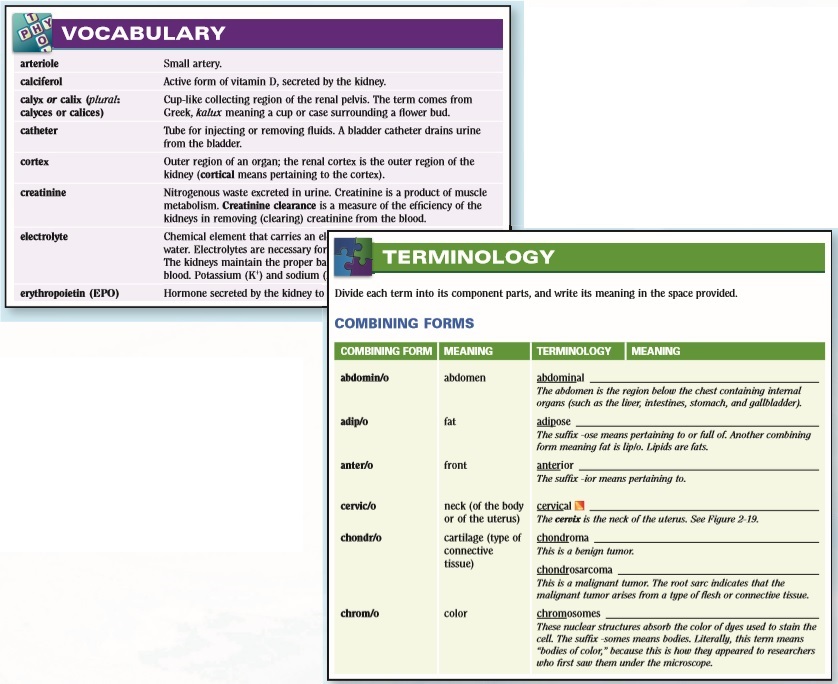 VOCABULARY
arteriole Small artery.
calciferol Active form of vitamin D, secreted by the kidney.
calyx or calix (plural: Cup-like collecting region of the renal pelvis. The term comes from
calyces or calices) Greek, kalux meaning a cup or case surrounding a flower bud.
catheter Tube for injecting or removing fluids. A bladder catheter drains urine
from the bladder.
cortex Outer region of an organ; the renal cortex is the outer region of the
kidney (cortical means pertaining to the cortex).
creatinine Nitrogenous waste excreted in urine. Creatinine is a product of muscle
metabolism. Creatinine clearance is a measure of the efficiency of the
kidneys in removing (clearing) creatinine from the blood.
electrolyte Chemical element that carries an el
water. Electrolytes are necessary for
The kidneys maintain the proper ba
blood. Potassium (K+) and sodium (
erythropoietin (EPO) Hormone secreted by the kidney to
TERMINOLOGY
Divide each term into its component parts, and write its meaning in the space provided.
COMBINING FORMS
COMBINING FORM MEANING TERMINOLOGY MEANING
abdomin/o abdomen abdominal
The abdomen is the region below the chest containing internal
organs (such as the liver, intestines, stomach, and gallbladder).
adip/o fat adipose
The suffix -ose means pertaining to or full of. Another combining
form meaning fat is lip/o. Lipids are fats.
anter/o front anterior
The suffix -ior means pertaining to.
cervic/o neck (of the body cervical
or of the uterus) The cervix is the neck of the uterus. See Figure 2-19.
chondr/o cartilage (type of chondroma
connective This is a benign tumor.
tissue)
chondrosarcoma
This is a malignant tumor. The root sarc indicates that the
malignant tumor arises from a type of flesh or connective tissue.
chrom/o color chromosomes
These nuclear structures absorb the color of dyes used to stain the
cell. The suffix -somes means bodies. Literally, this term means
"bodies of color," because this is how they appeared to researchers
who first saw them under the microscope.